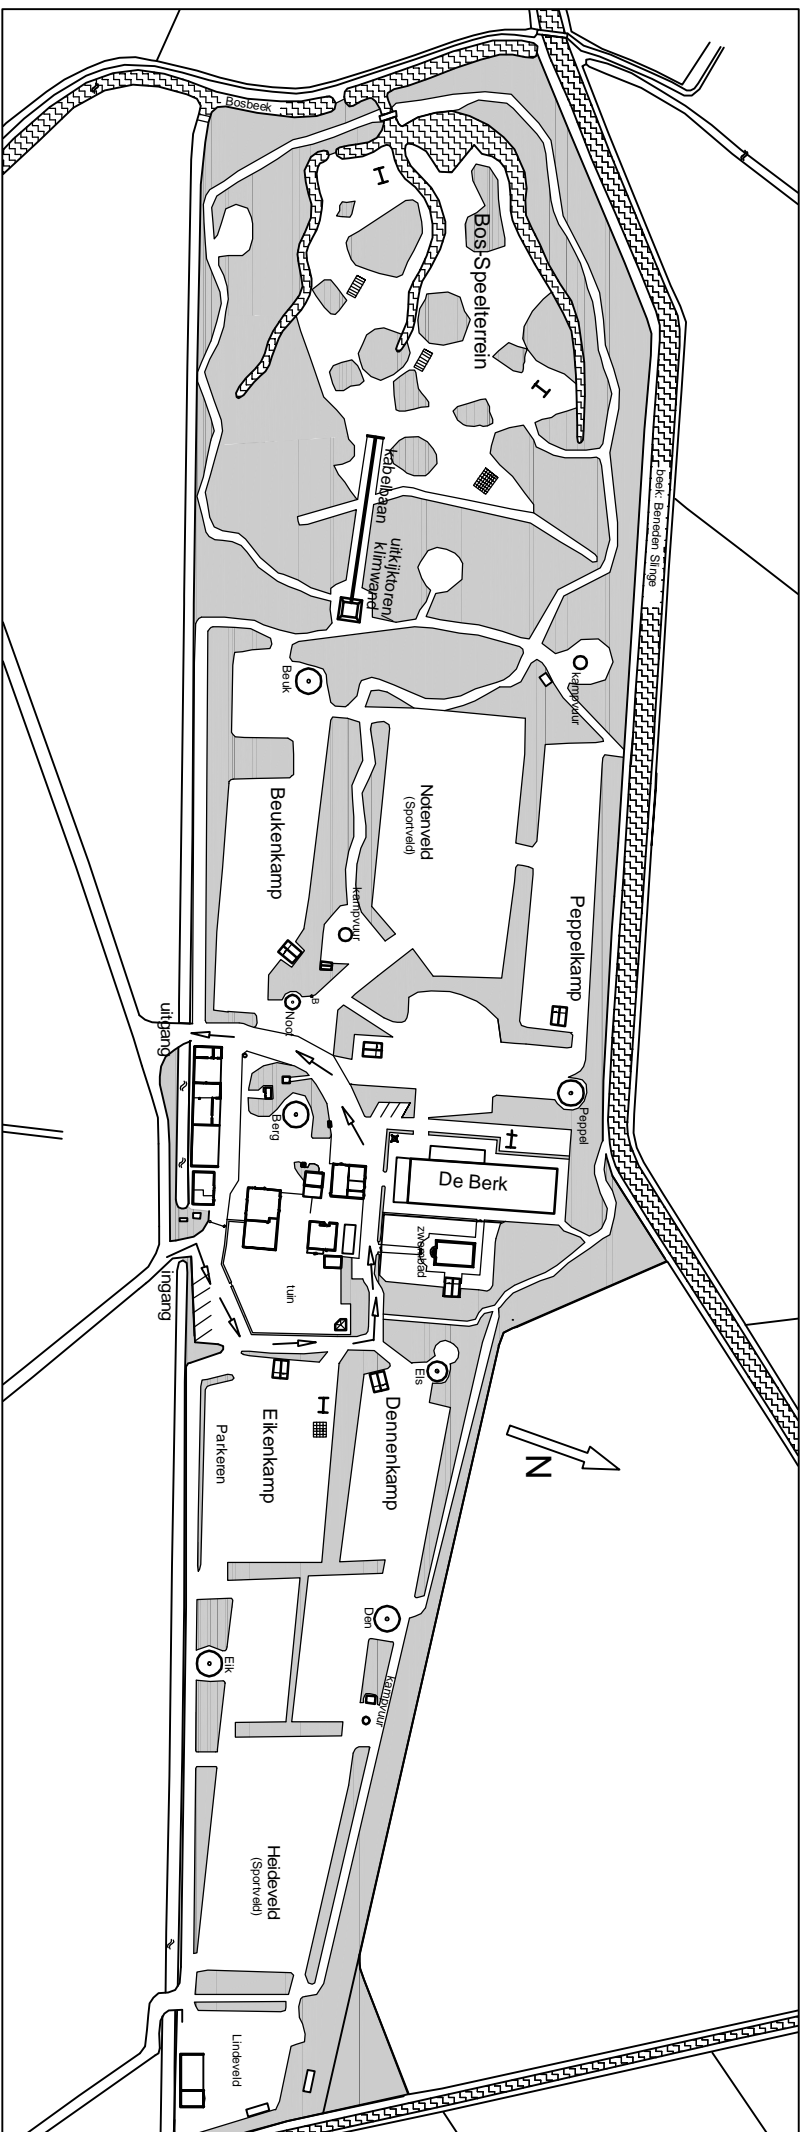 Bosbeek
Bos-Speelterrein
beek: Beneden Slinge
kabelbaan
uitkijktoren/
klimwand
kampvuur
Beuk
Notenveld
(Sportveld)
Beukenkamp
Peppelkamp
kampvuur
B
Noot
uitgang
Berg
Peppel
De Berk
zwembad
tuin
ingang
Els
Dennenkamp
Eikenkamp
Parkeren
N
Den
Eik
kampvuur
Heideveld
(Sportveld)
Lindeveld